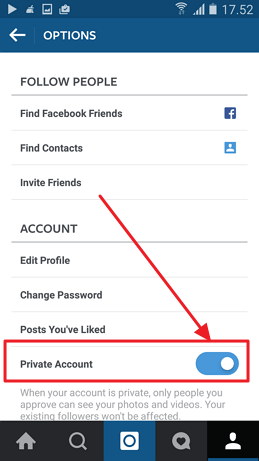 17.52
OPTIONS
FOLLOW PEOPLE
Find Facebook Friends
Find Contacts
Invite Friends
ACCOUNT
Edit Profile
Change Password
Posts You've Liked
Private Account
When your account is private, only people you
approve can see your photos and videos. Your
existing followers won't be affected.